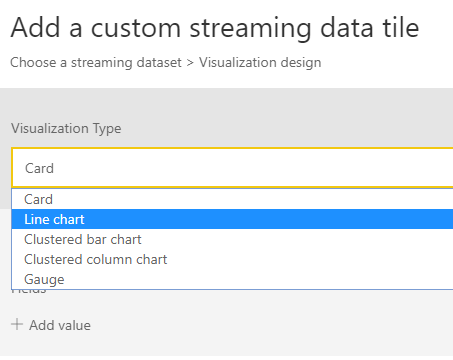 Add a custom streaming data tile
Choose a streaming dataset > Visualization design
Visualization Type
Card
Card
Line chart
Clustered bar chart
Clustered column chart
Gauge
Fields
+ Add value